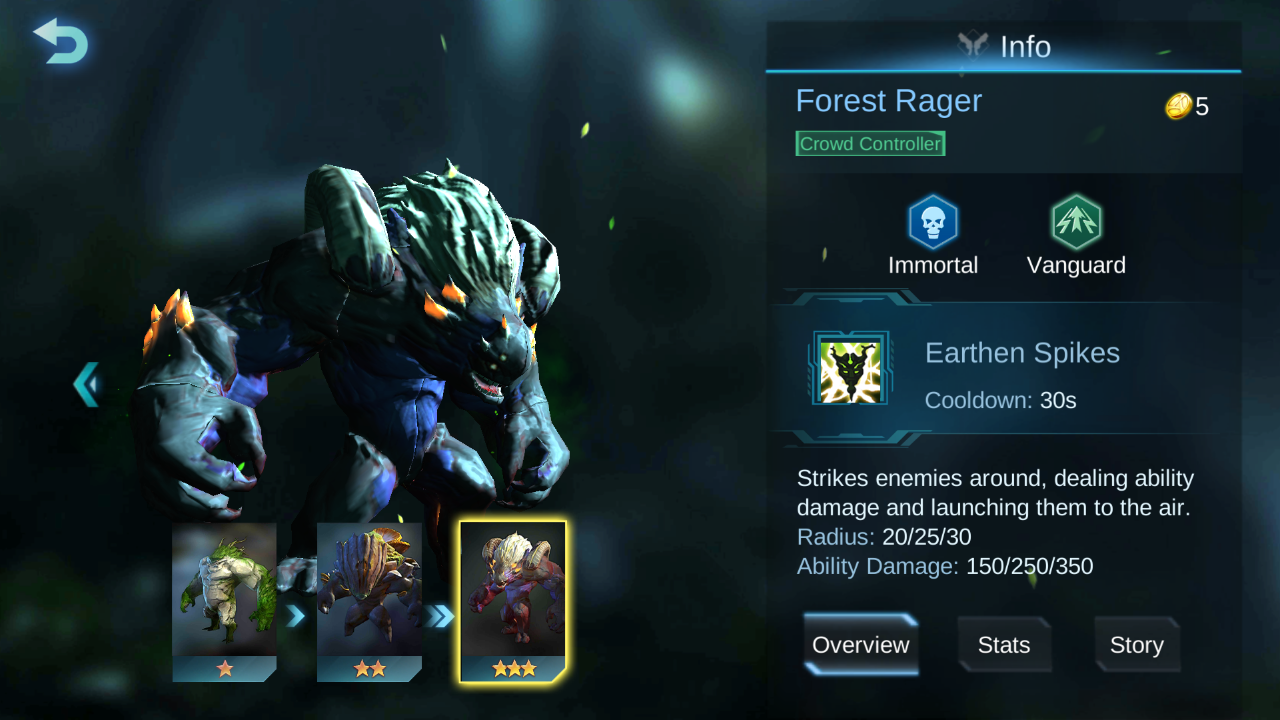 Info
Forest Rager
5
Crowd Controller
Immortal
Vanguard
Earthen Spikes
Cooldown: 30s
Strikes enemies around, dealing ability
damage and launching them to the air.
Radius: 20/25/30
Ability Damage: 150/250/350
Overview
Stats
Story